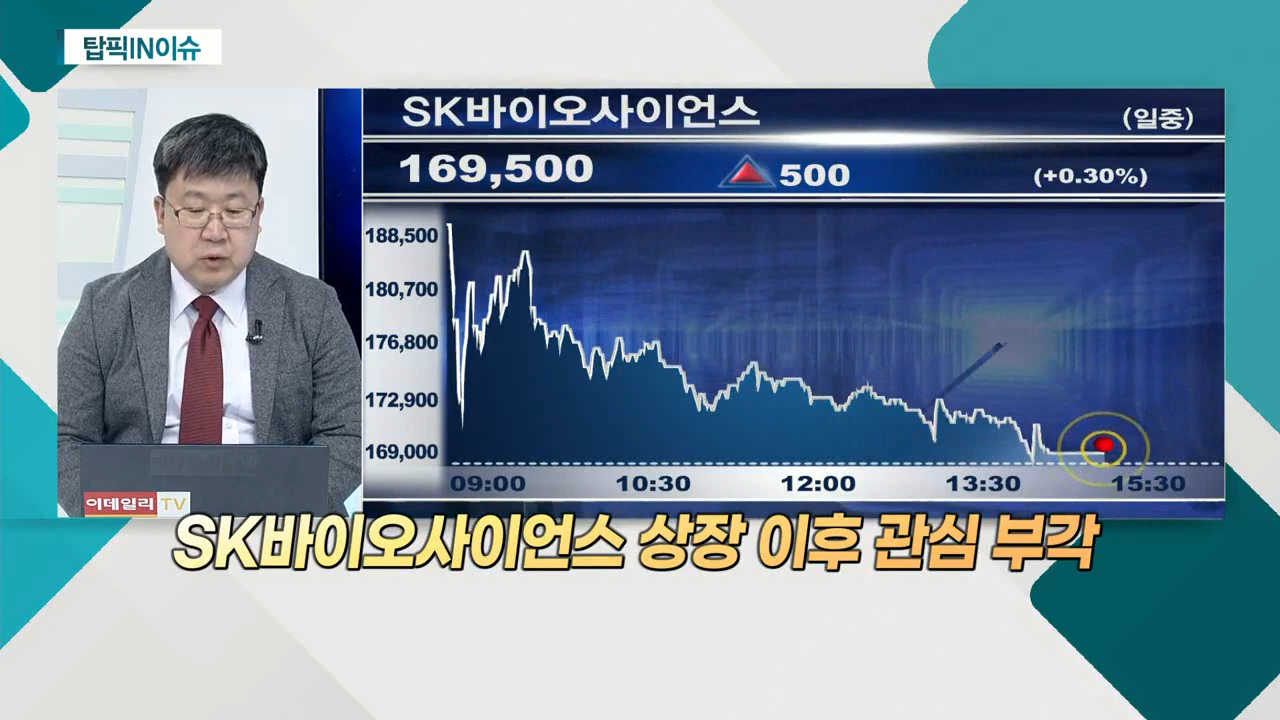 탑픽IN이슈
SK바이오사이언스
(일중)
169,500 500 (+0.30%)
188,500
180,700
176,800
172,900
169,000
09:00 10:30 12:00 13:30 15:30
이데일리 TV
SK바이오사이언스 상장 이후 관심 부각